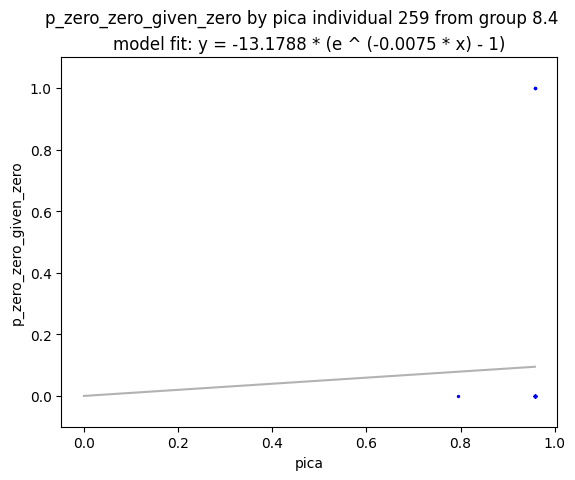 p_zero_zero_given_zero by pica individual 259 from group 8.4
model fit: y = -13.1788 * (e ^ (-0.0075 * x) - 1)
p_zero_zero_given_zero
1.0
0.8
0.6
0.4
0.2
0.0
0.0 0.2 0.4 0.6 0.8 1.0
pica